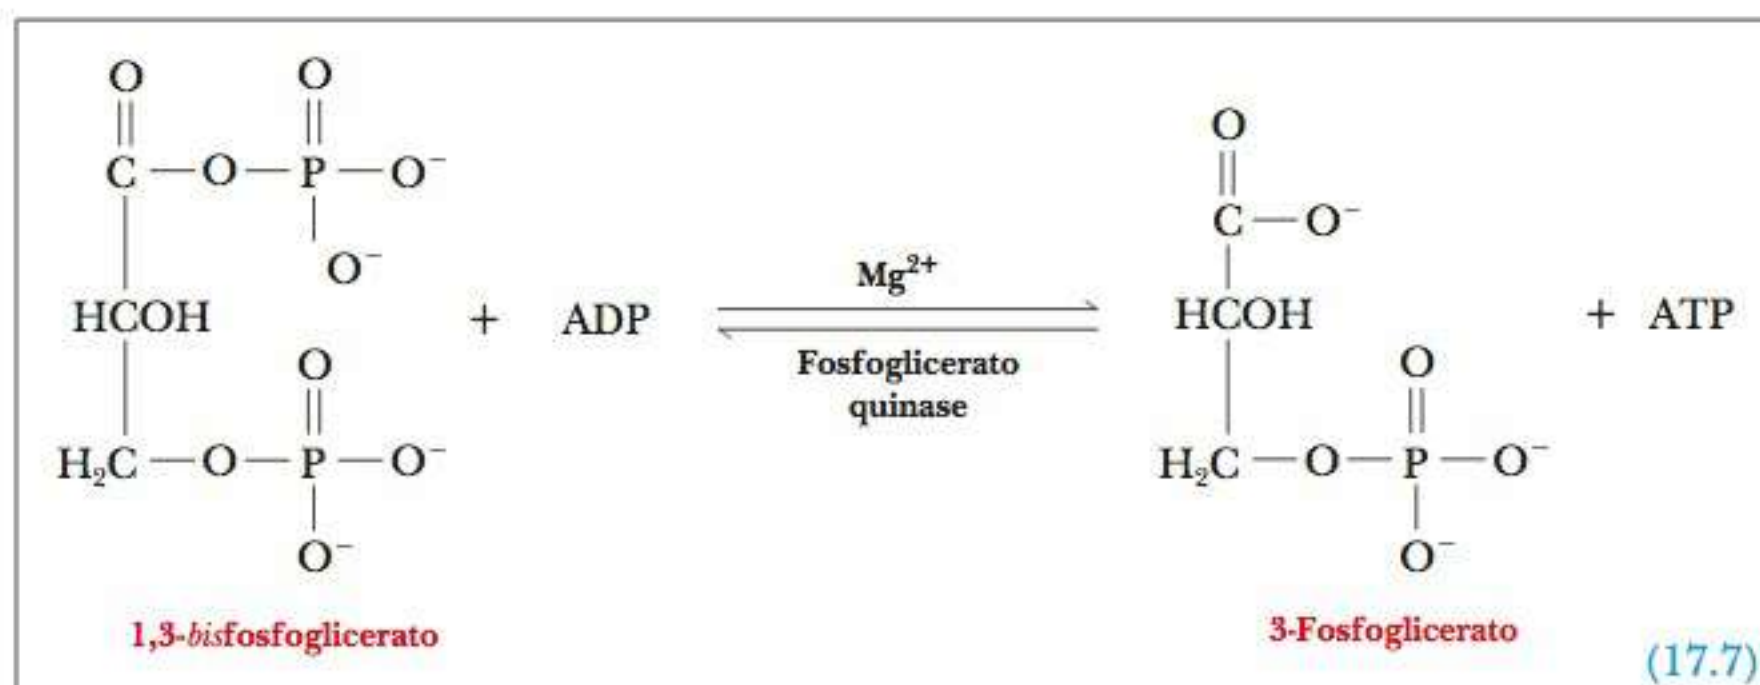 O O
C—O—P—O⁻
O⁻
HCOH + ADP
O
H₂C—O—P—O⁻
O⁻
1,3-bisfosfoglicerato
Mg²⁺
Fosfoglicerato
quinase
O
C—O⁻
HCOH + ATP
O
H₂C—O—P—O⁻
O⁻
3-Fosfoglicerato
(17.7)